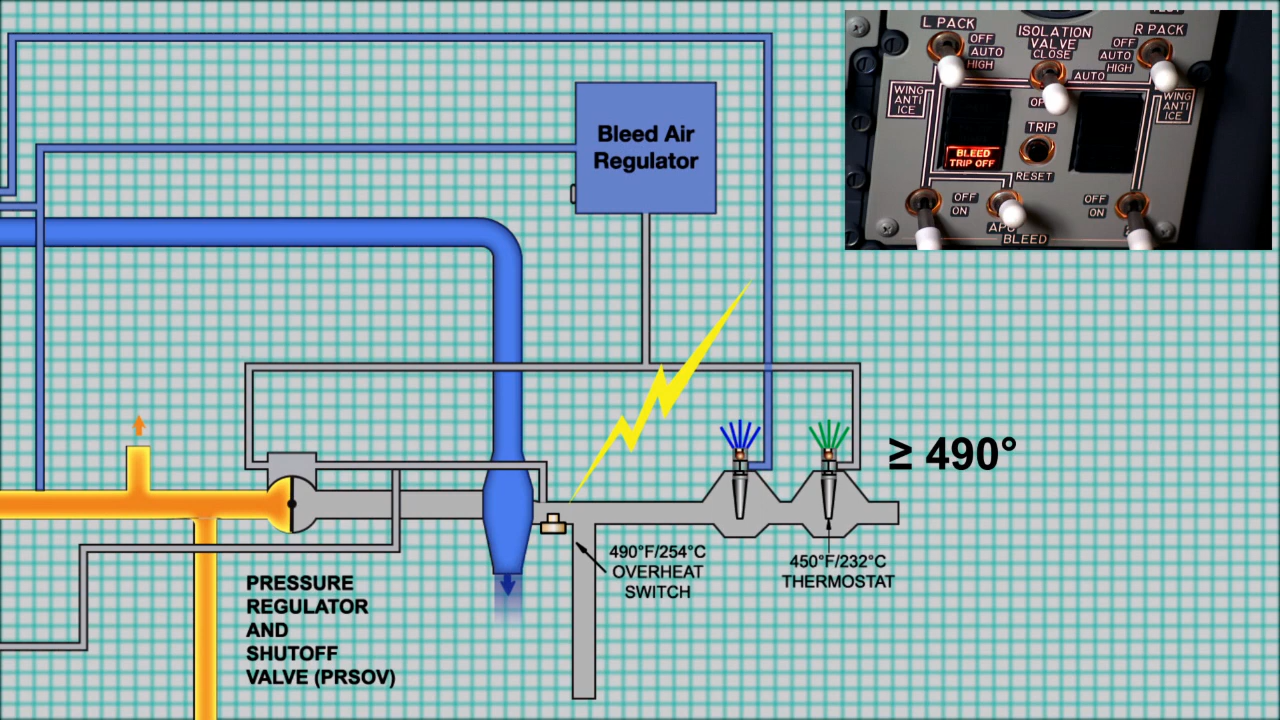 Bleed Air
Regulator
≥ 490°
490°F/254°C
OVERHEAT
SWITCH
450°F/232°C
THERMOSTAT
PRESSURE
REGULATOR
AND
SHUTOFF
VALVE (PRSOV)
L PACK
OFF
AUTO
HIGH
ISOLATION
VALVE
CLOSE
AUTO
R PACK
OFF
AUTO
HIGH
WING
ANTI
ICE
WING
ANTI
ICE
TRIP
RESET
BLEED
TRIP OFF
OFF
ON
OFF
ON
BLEED